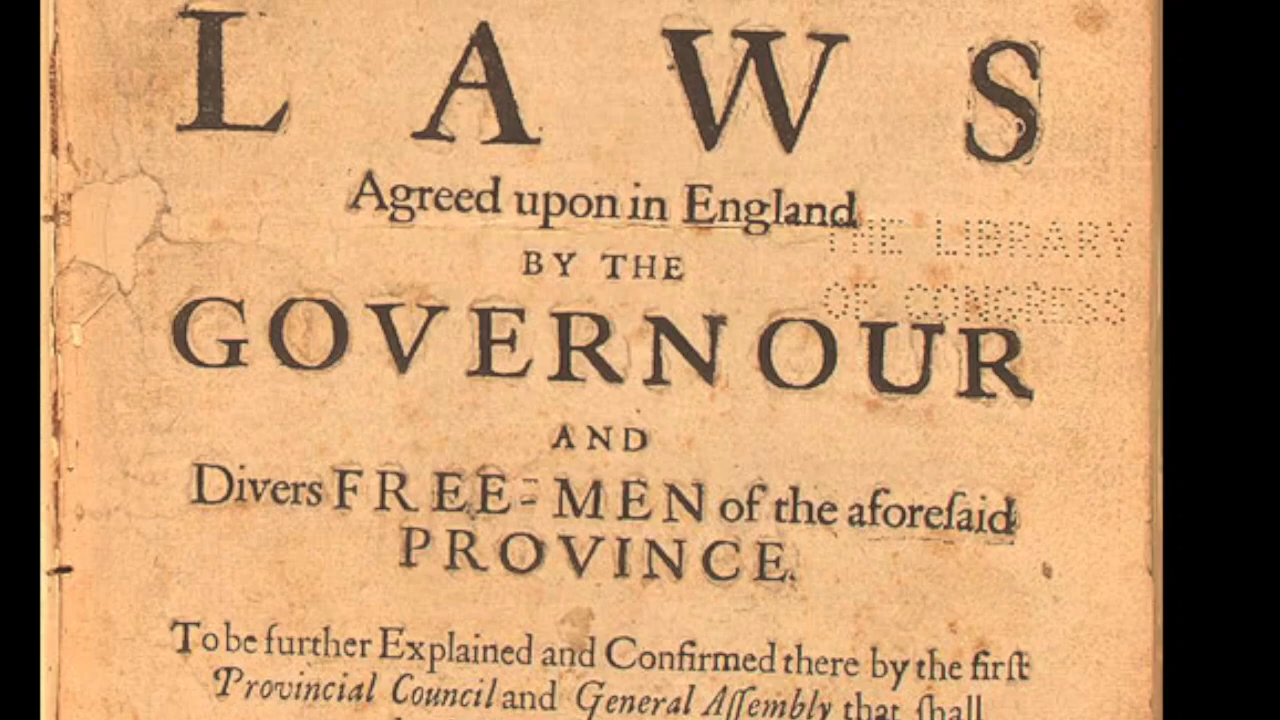 LAWS
Agreed upon in England
THE LIBRARY
BY THE
OF CONGRESS
GOVERNOUR
AND
Divers FREE-MEN of the aforeſaid
PROVINCE.
To be further Explained and Confirmed there by the firſt
Provincial Council and General Aſſembly that ſhall